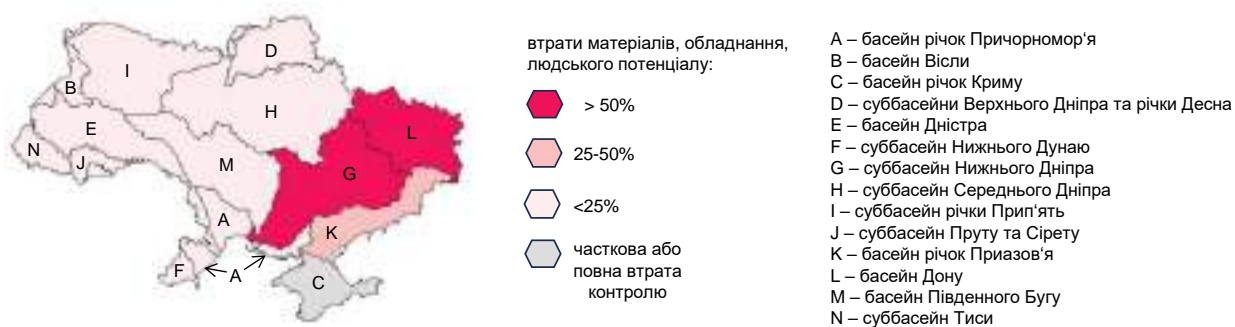 D
I
B
H
E
L
N
J
M
G
A
K
F
A
C
втрати матеріалів, обладнання,
людського потенціалу:
> 50%
25-50%
<25%
часткова або
повна втрата
контролю
A – басейн річок Причорномор‘я
B – басейн Вісли
C – басейн річок Криму
D – суббасейни Верхнього Дніпра та річки Десна
E – басейн Дністра
F – суббасейн Нижнього Дунаю
G – суббасейн Нижнього Дніпра
H – суббасейн Середнього Дніпра
I – суббасейн річки Прип‘ять
J – суббасейн Пруту та Сірету
K – басейн річок Приазов‘я
L – басейн Дону
M – басейн Південного Бугу
N – суббасейн Тиси